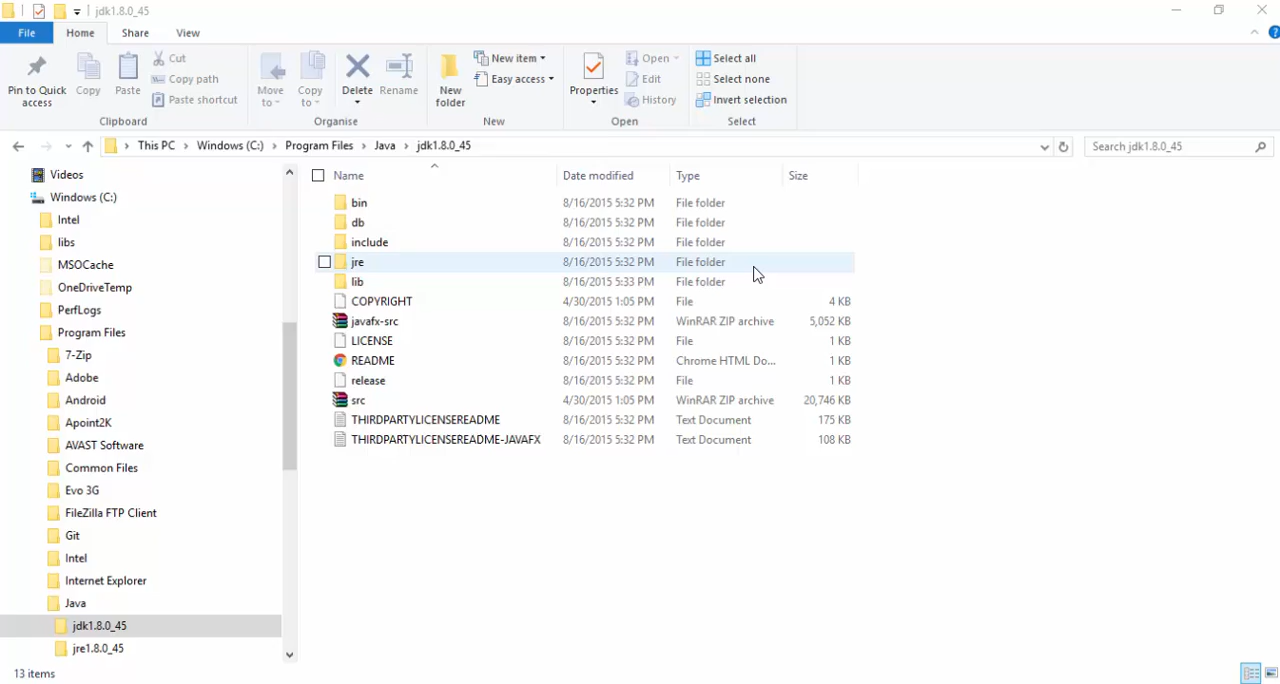 jdk1.8.0_45
File Home Share View
Pin to Quick access
Copy
Paste
Cut
Copy path
Paste shortcut
Clipboard
Move to
Copy to
Delete
Rename
Organise
New folder
New item
Easy access
New
Properties
Open
Edit
History
Open
Select all
Select none
Invert selection
Select
This PC Windows (C:) Program Files Java jdk1.8.0_45
Search jdk1.8.0_45
Videos
Windows (C:)
Intel
libs
MSOCache
OneDriveTemp
PerfLogs
Program Files
7-Zip
Adobe
Android
Apoint2K
AVAST Software
Common Files
Evo 3G
FileZilla FTP Client
Git
Intel
Internet Explorer
Java
jdk1.8.0_45
jre1.8.0_45
Name Date modified Type Size
bin 8/16/2015 5:32 PM File folder
db 8/16/2015 5:32 PM File folder
include 8/16/2015 5:32 PM File folder
jre 8/16/2015 5:32 PM File folder
lib 8/16/2015 5:33 PM File folder
COPYRIGHT 4/30/2015 1:05 PM File 4 KB
javafx-src 8/16/2015 5:32 PM WinRAR ZIP archive 5,052 KB
LICENSE 8/16/2015 5:32 PM File 1 KB
README 8/16/2015 5:32 PM Chrome HTML Do... 1 KB
release 8/16/2015 5:32 PM File 1 KB
src 4/30/2015 1:05 PM WinRAR ZIP archive 20,746 KB
THIRDPARTYLICENSEREADME 8/16/2015 5:32 PM Text Document 175 KB
THIRDPARTYLICENSEREADME-JAVAFX 8/16/2015 5:32 PM Text Document 108 KB
13 items